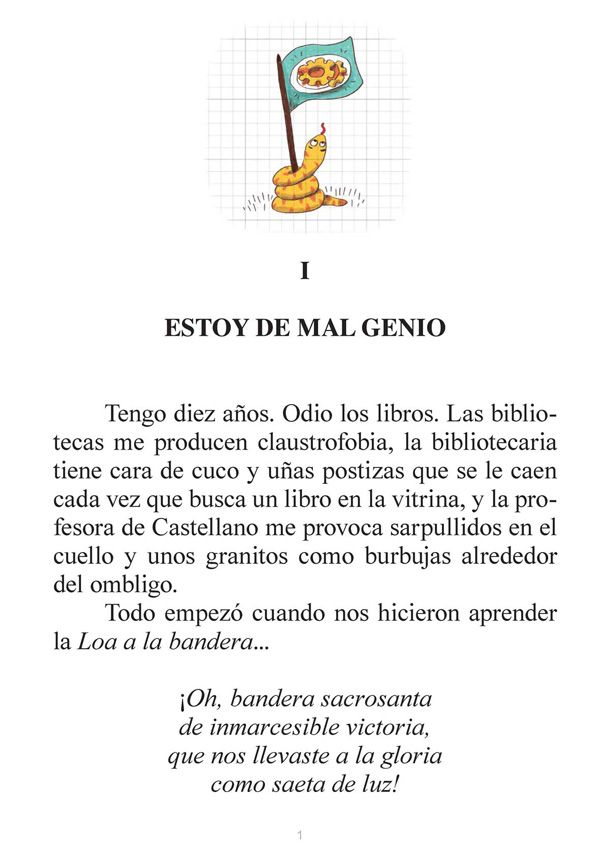 I
ESTOY DE MAL GENIO
Tengo diez años. Odio los libros. Las biblio-
tecas me producen claustrofobia, la bibliotecaria
tiene cara de cuco y uñas postizas que se le caen
cada vez que busca un libro en la vitrina, y la pro-
fesora de Castellano me provoca sarpullidos en el
cuello y unos granitos como burbujas alrededor
del ombligo.
Todo empezó cuando nos hicieron aprender
la Loa a la bandera...
¡Oh, bandera sacrosanta
de inmarcesible victoria,
que nos llevaste a la gloria
como saeta de luz!
1